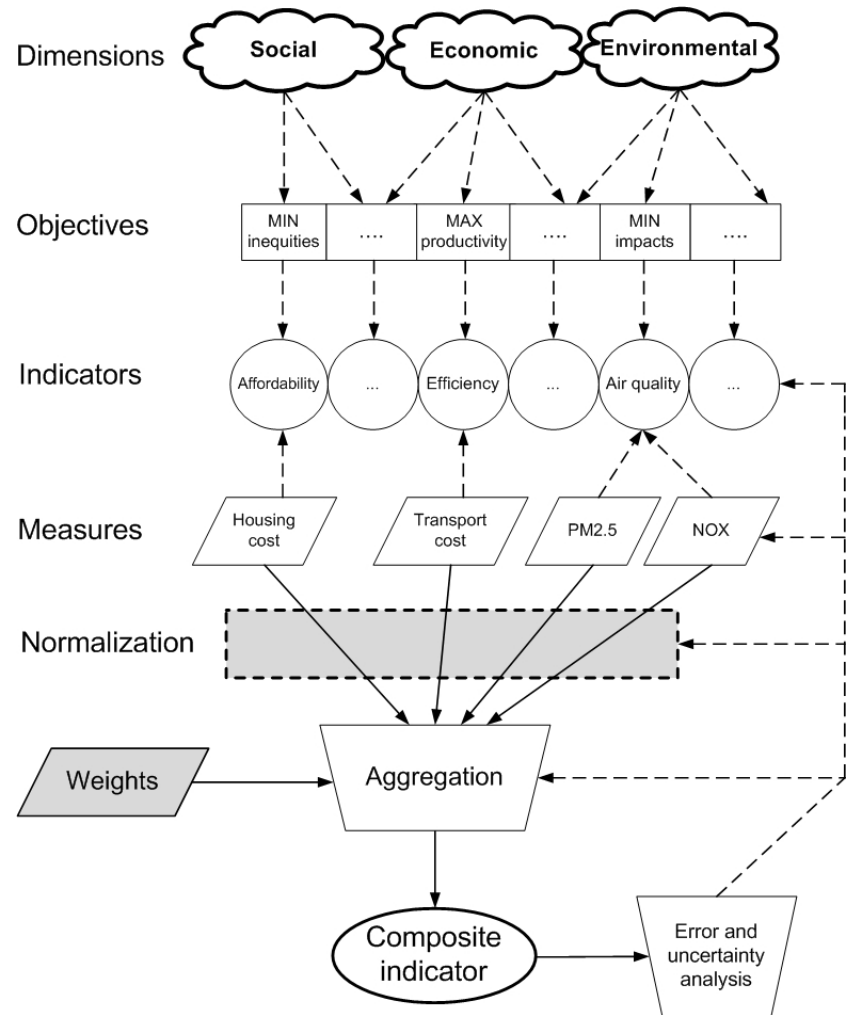 Dimensions
Social
Economic
Environmental
Objectives
MIN
inequities
....
MAX
productivity
....
MIN
impacts
....
Indicators
Affordability
...
Efficiency
...
Air quality
...
Measures
Housing
cost
Transport
cost
PM2.5
NOX
Normalization
Weights
Aggregation
Composite
indicator
Error and
uncertainty
analysis